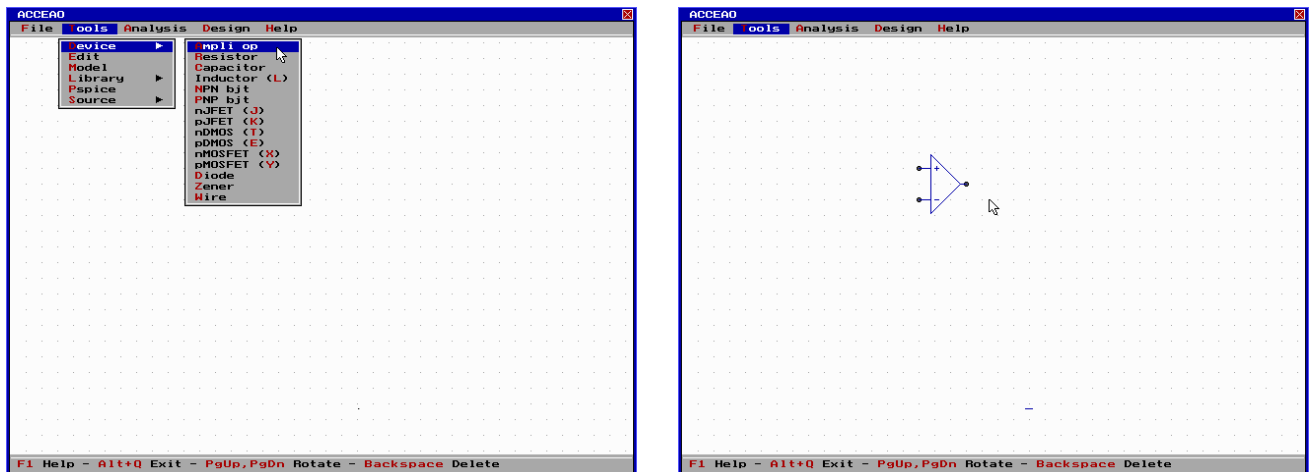 ACCEAO
File Tools Analysis Design Help
Device
Edit
Model
Library
Pspice
Source
Ampli op
Resistor
Capacitor
Inductor (L)
NPN bjt
PNP bjt
nJFET (J)
pJFET (K)
nDMOS (T)
pDMOS (E)
nMOSFET (X)
pMOSFET (Y)
Diode
Zener
Wire
F1 Help - Alt+Q Exit - PgUp,PgDn Rotate - Backspace Delete
ACCEAO
File Tools Analysis Design Help
+
-
F1 Help - Alt+Q Exit - PgUp,PgDn Rotate - Backspace Delete